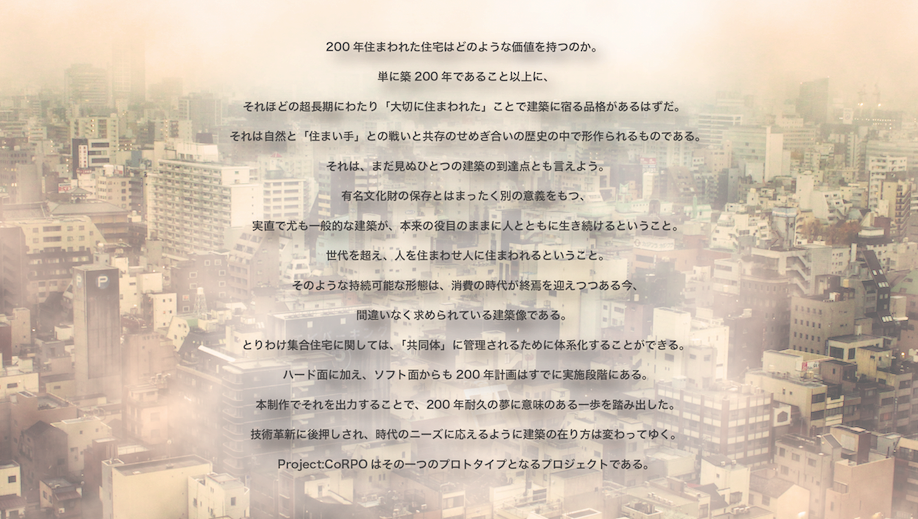 200 年住まわれた住宅はどのような価値を持つのか。
単に築 200 年であること以上に、
それほどの超長期にわたり「大切に住まわれた」ことで建築に宿る品格があるはずだ。
それは自然と「住まい手」との戦いと共存のせめぎ合いの歴史の中で形作られるものである。
それは、まだ見ぬひとつの建築の到達点とも言えよう。
有名文化財の保存とはまったく別の意義をもつ、
実直で尤も一般的な建築が、本来の役目のままに人とともに生き続けるということ。
世代を超え、人を住まわせ人に住まわれるということ。
そのような持続可能な形態は、消費の時代が終焉を迎えつつある今、
間違いなく求められている建築像である。
とりわけ集合住宅に関しては、「共同体」に管理されるために体系化することができる。
ハード面に加え、ソフト面からも 200 年計画はすでに実施段階にある。
本制作でそれを出力することで、200 年耐久の夢に意味のある一歩を踏み出した。
技術革新に後押しされ、時代のニーズに応えるように建築の在り方は変わってゆく。
Project:CoRPO はその一つのプロトタイプとなるプロジェクトである。